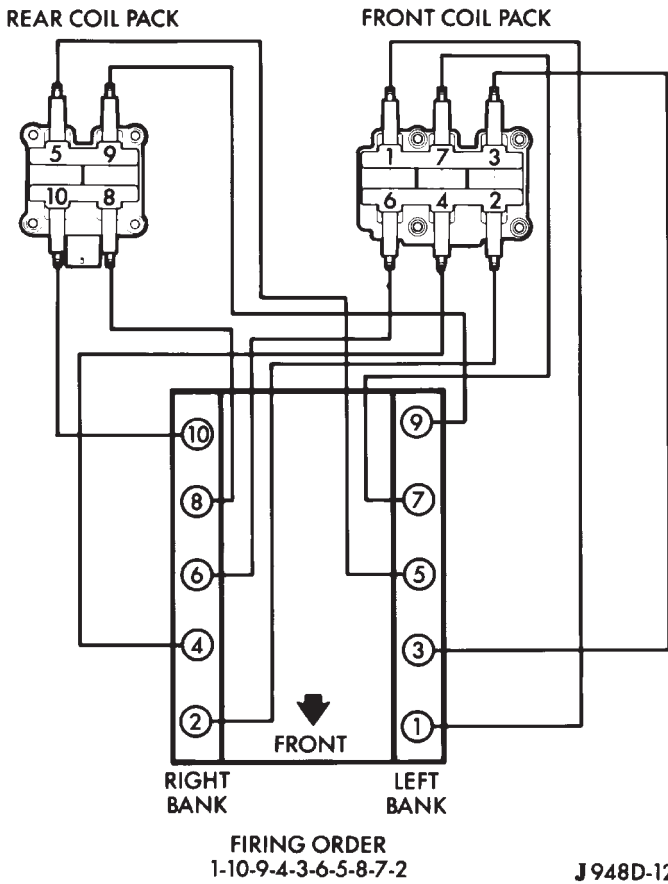 REAR COIL PACK
FRONT COIL PACK
5 9
10 8
1 7 3
6 4 2
10
9
8
7
6
5
4
3
2
1
FRONT
RIGHT
BANK
LEFT
BANK
FIRING ORDER
1-10-9-4-3-6-5-8-7-2
J948D-12